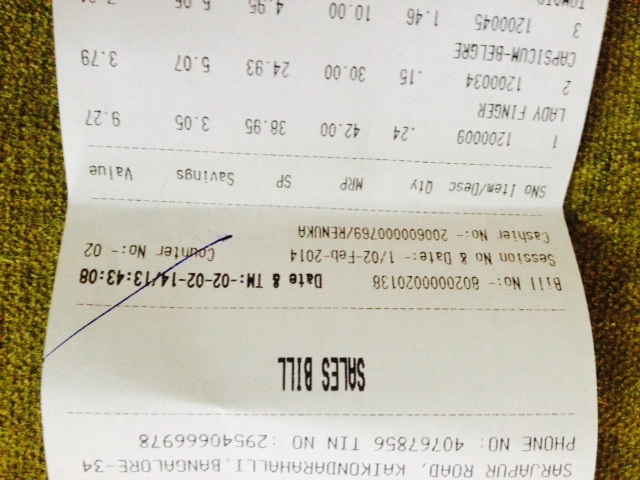 SARJAPUR ROAD, KAIKONDARAHALLI,BANGALORE-34
PHONE NO: 40767856 TIN NO :29540666978
SALES BILL
Bill No:- 802000020138 Date & TM:-02-02-14/13:43:08
Session No & Date :- 1/02-Feb-2014 Counter No:- 02
Cashier No:- 20060000769/RENUKA
SNo Item/Desc Qty MRP SP Savings Value
1 1200009 .24 42.00 38.95 3.05 9.27
LADY FINGER
2 1200034 .15 30.00 24.93 5.07 3.79
CAPSICUM-BELGRE
3 1200045 1.46 10.00 4.95 5.05